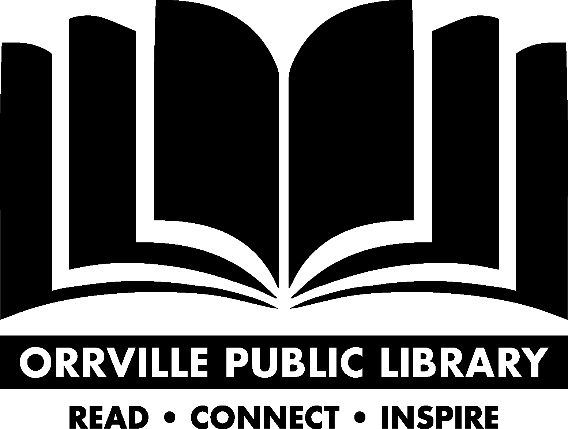 ORRVILLE PUBLIC LIBRARY
READ • CONNECT • INSPIRE